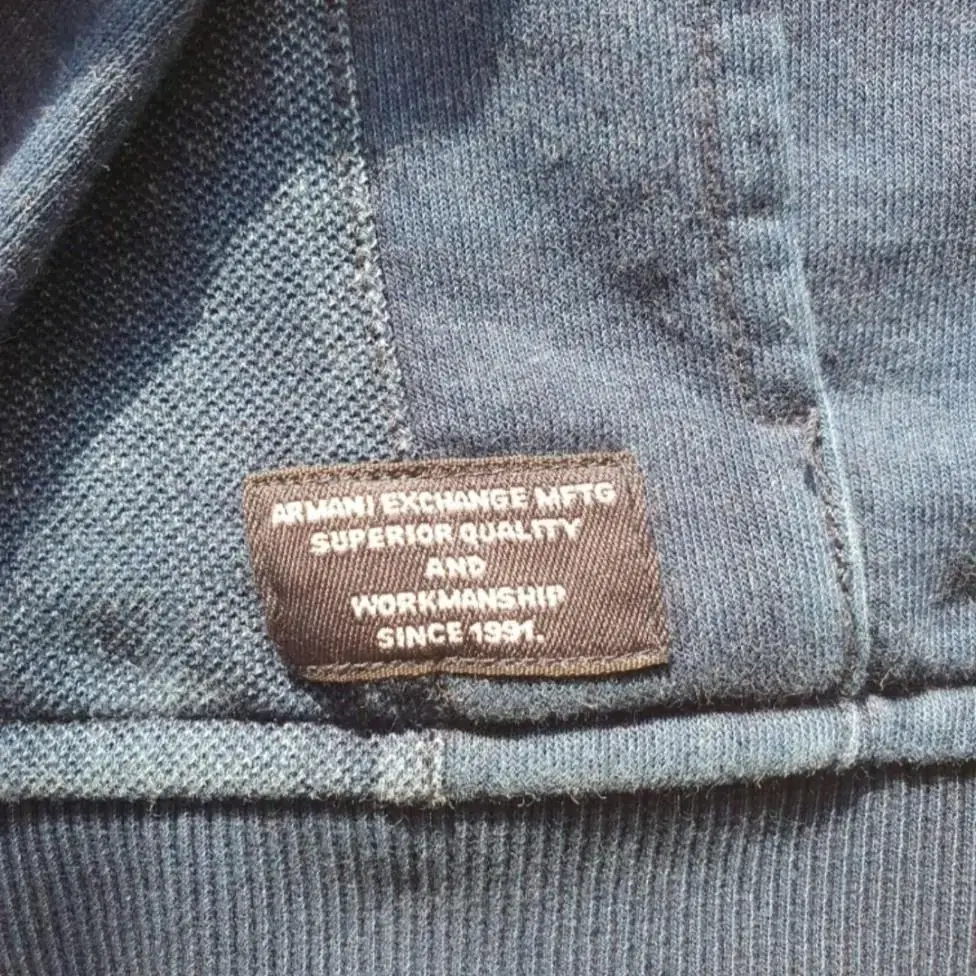 ARMANI EXCHANGE MFTG
SUPERIOR QUALITY
AND
WORKMANSHIP
SINCE 1991.